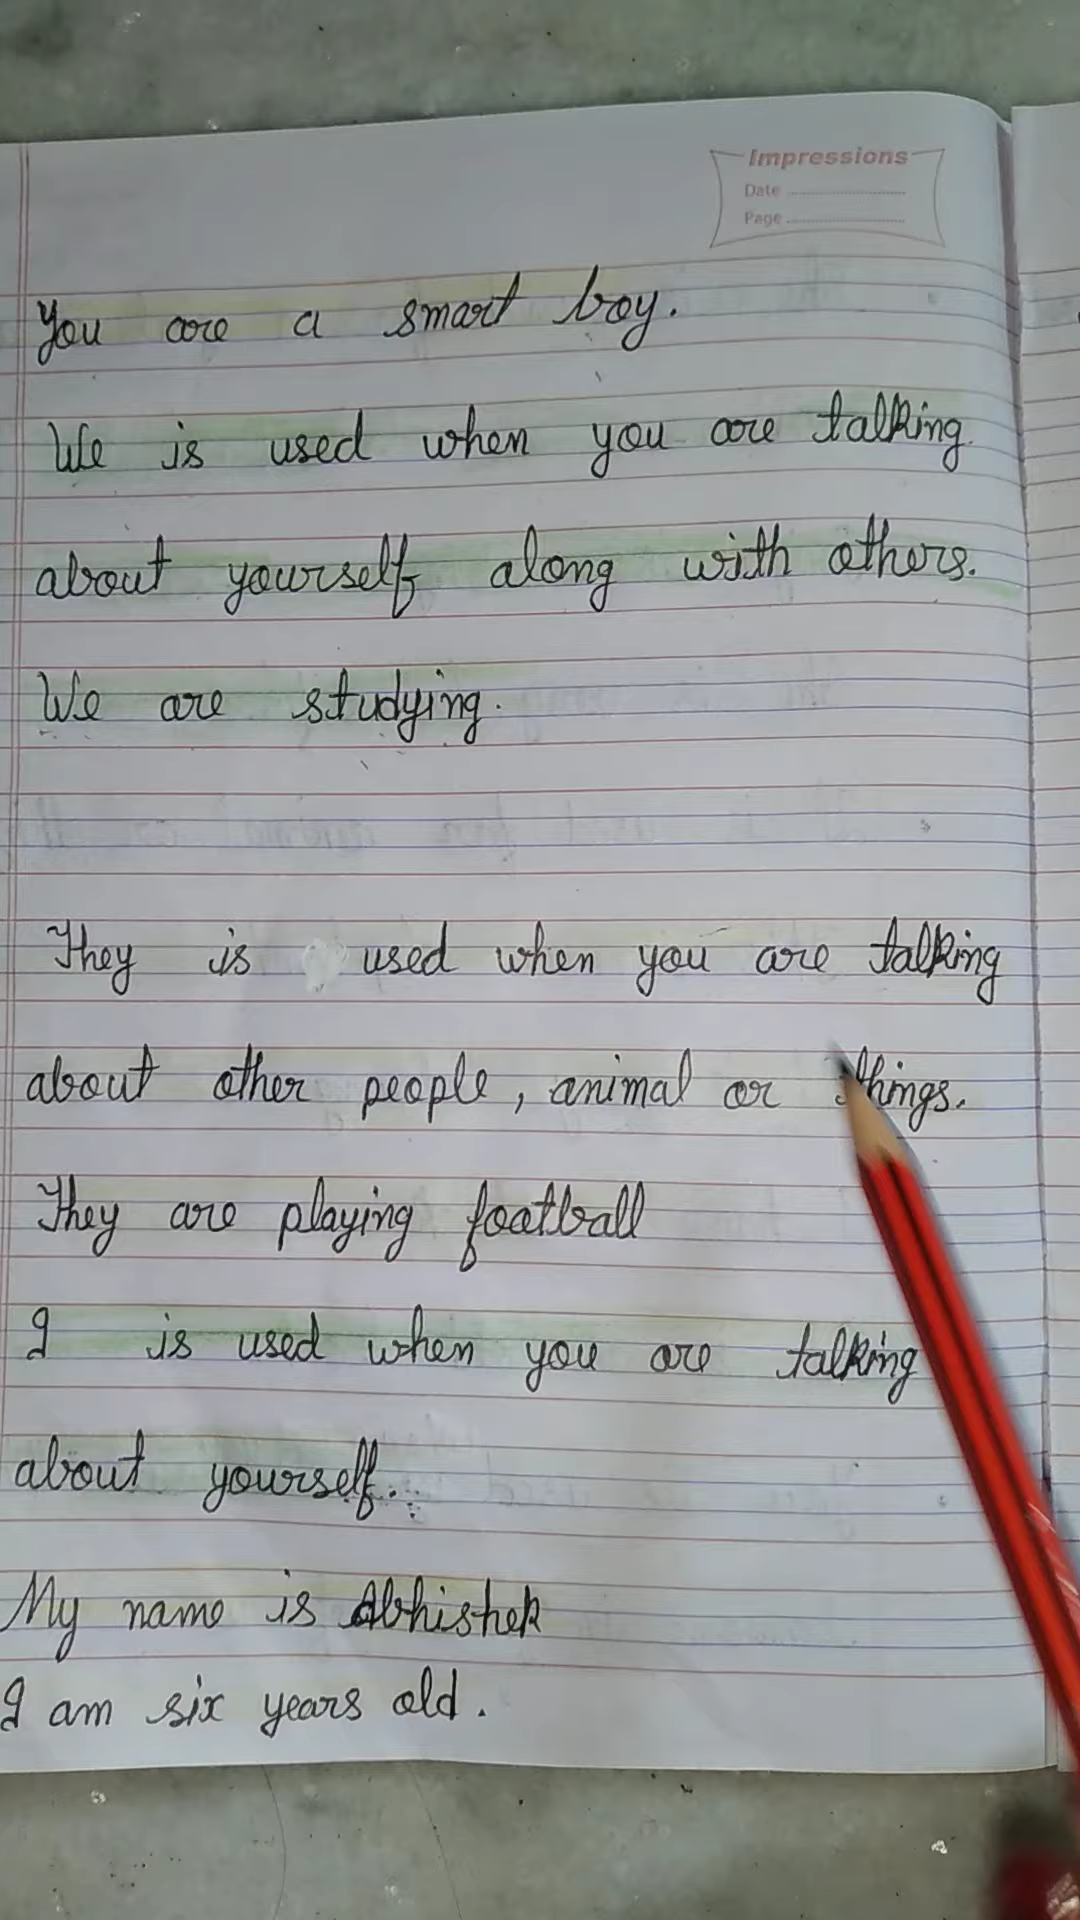 Impressions
Date
Page
You are a smart boy.
We is used when you are talking
about yourself along with others.
We are studying.
They is used when you are talking
about other people, animal or things.
They are playing football
I is used when you are talking
about yourself.
My name is Abhishek
I am six years old.